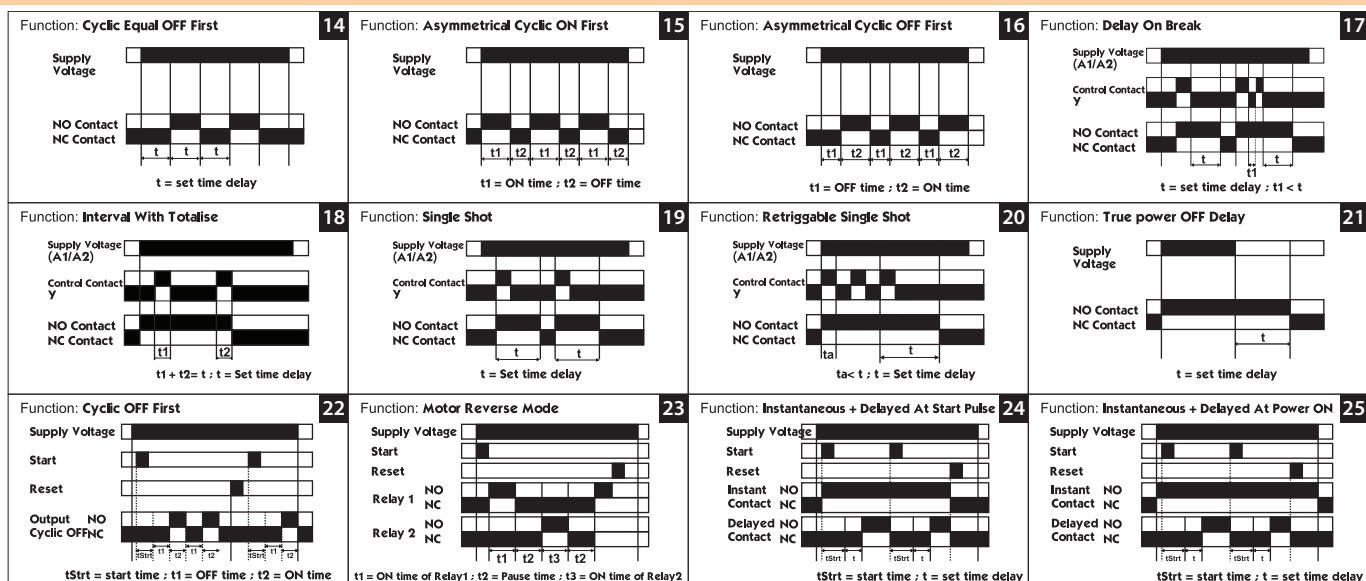 Function: Cyclic Equal OFF First 14
Supply
Voltage
NO Contact
NC Contact
t t t
t = set time delay
Function: Asymmetrical Cyclic ON First 15
Supply
Voltage
NO Contact
NC Contact
t1 t2 t1 t2 t1 t2
t1 = ON time ; t2 = OFF time
Function: Asymmetrical Cyclic OFF First 16
Supply
Voltage
NO Contact
NC Contact
t1 t2 t1 t2 t1 t2
t1 = OFF time ; t2 = ON time
Function: Delay On Break 17
Supply Voltage
(A1/A2)
Control Contact
Y
NO Contact
NC Contact
t t
t1
t = set time delay ; t1 < t
Function: Interval With Totalise 18
Supply Voltage
(A1/A2)
Control Contact
Y
NO Contact
NC Contact
t1 t2
t1 + t2= t ; t = Set time delay
Function: Single Shot 19
Supply Voltage
(A1/A2)
Control Contact
Y
NO Contact
NC Contact
t t
t = Set time delay
Function: Retriggable Single Shot 20
Supply Voltage
(A1/A2)
Control Contact
Y
NO Contact
NC Contact
ta t
ta< t ; t = Set time delay
Function: True power OFF Delay 21
Supply
Voltage
NO Contact
NC Contact
t
t = set time delay
Function: Cyclic OFF First 22
Supply Voltage
Start
Reset
Output NO
Cyclic OFF NC
tStrt t1 t2 t1 t2 tStrt t1 t2
tStrt = start time ; t1 = OFF time ; t2 = ON time
Function: Motor Reverse Mode 23
Supply Voltage
Start
Reset
Relay 1 NO
NC
Relay 2 NO
NC
t1 t2 t3 t2
t1 = ON time of Relay1 ; t2 = Pause time ; t3 = ON time of Relay2
Function: Instantaneous + Delayed At Start Pulse 24
Supply Voltage
Start
Reset
Instant NO
Contact NC
Delayed NO
Contact NC
tStrt t tStrt t
tStrt = start time ; t = set time delay
Function: Instantaneous + Delayed At Power ON 25
Supply Voltage
Start
Reset
Instant NO
Contact NC
Delayed NO
Contact NC
tStrt t tStrt t
tStrt = start time ; t = set time delay